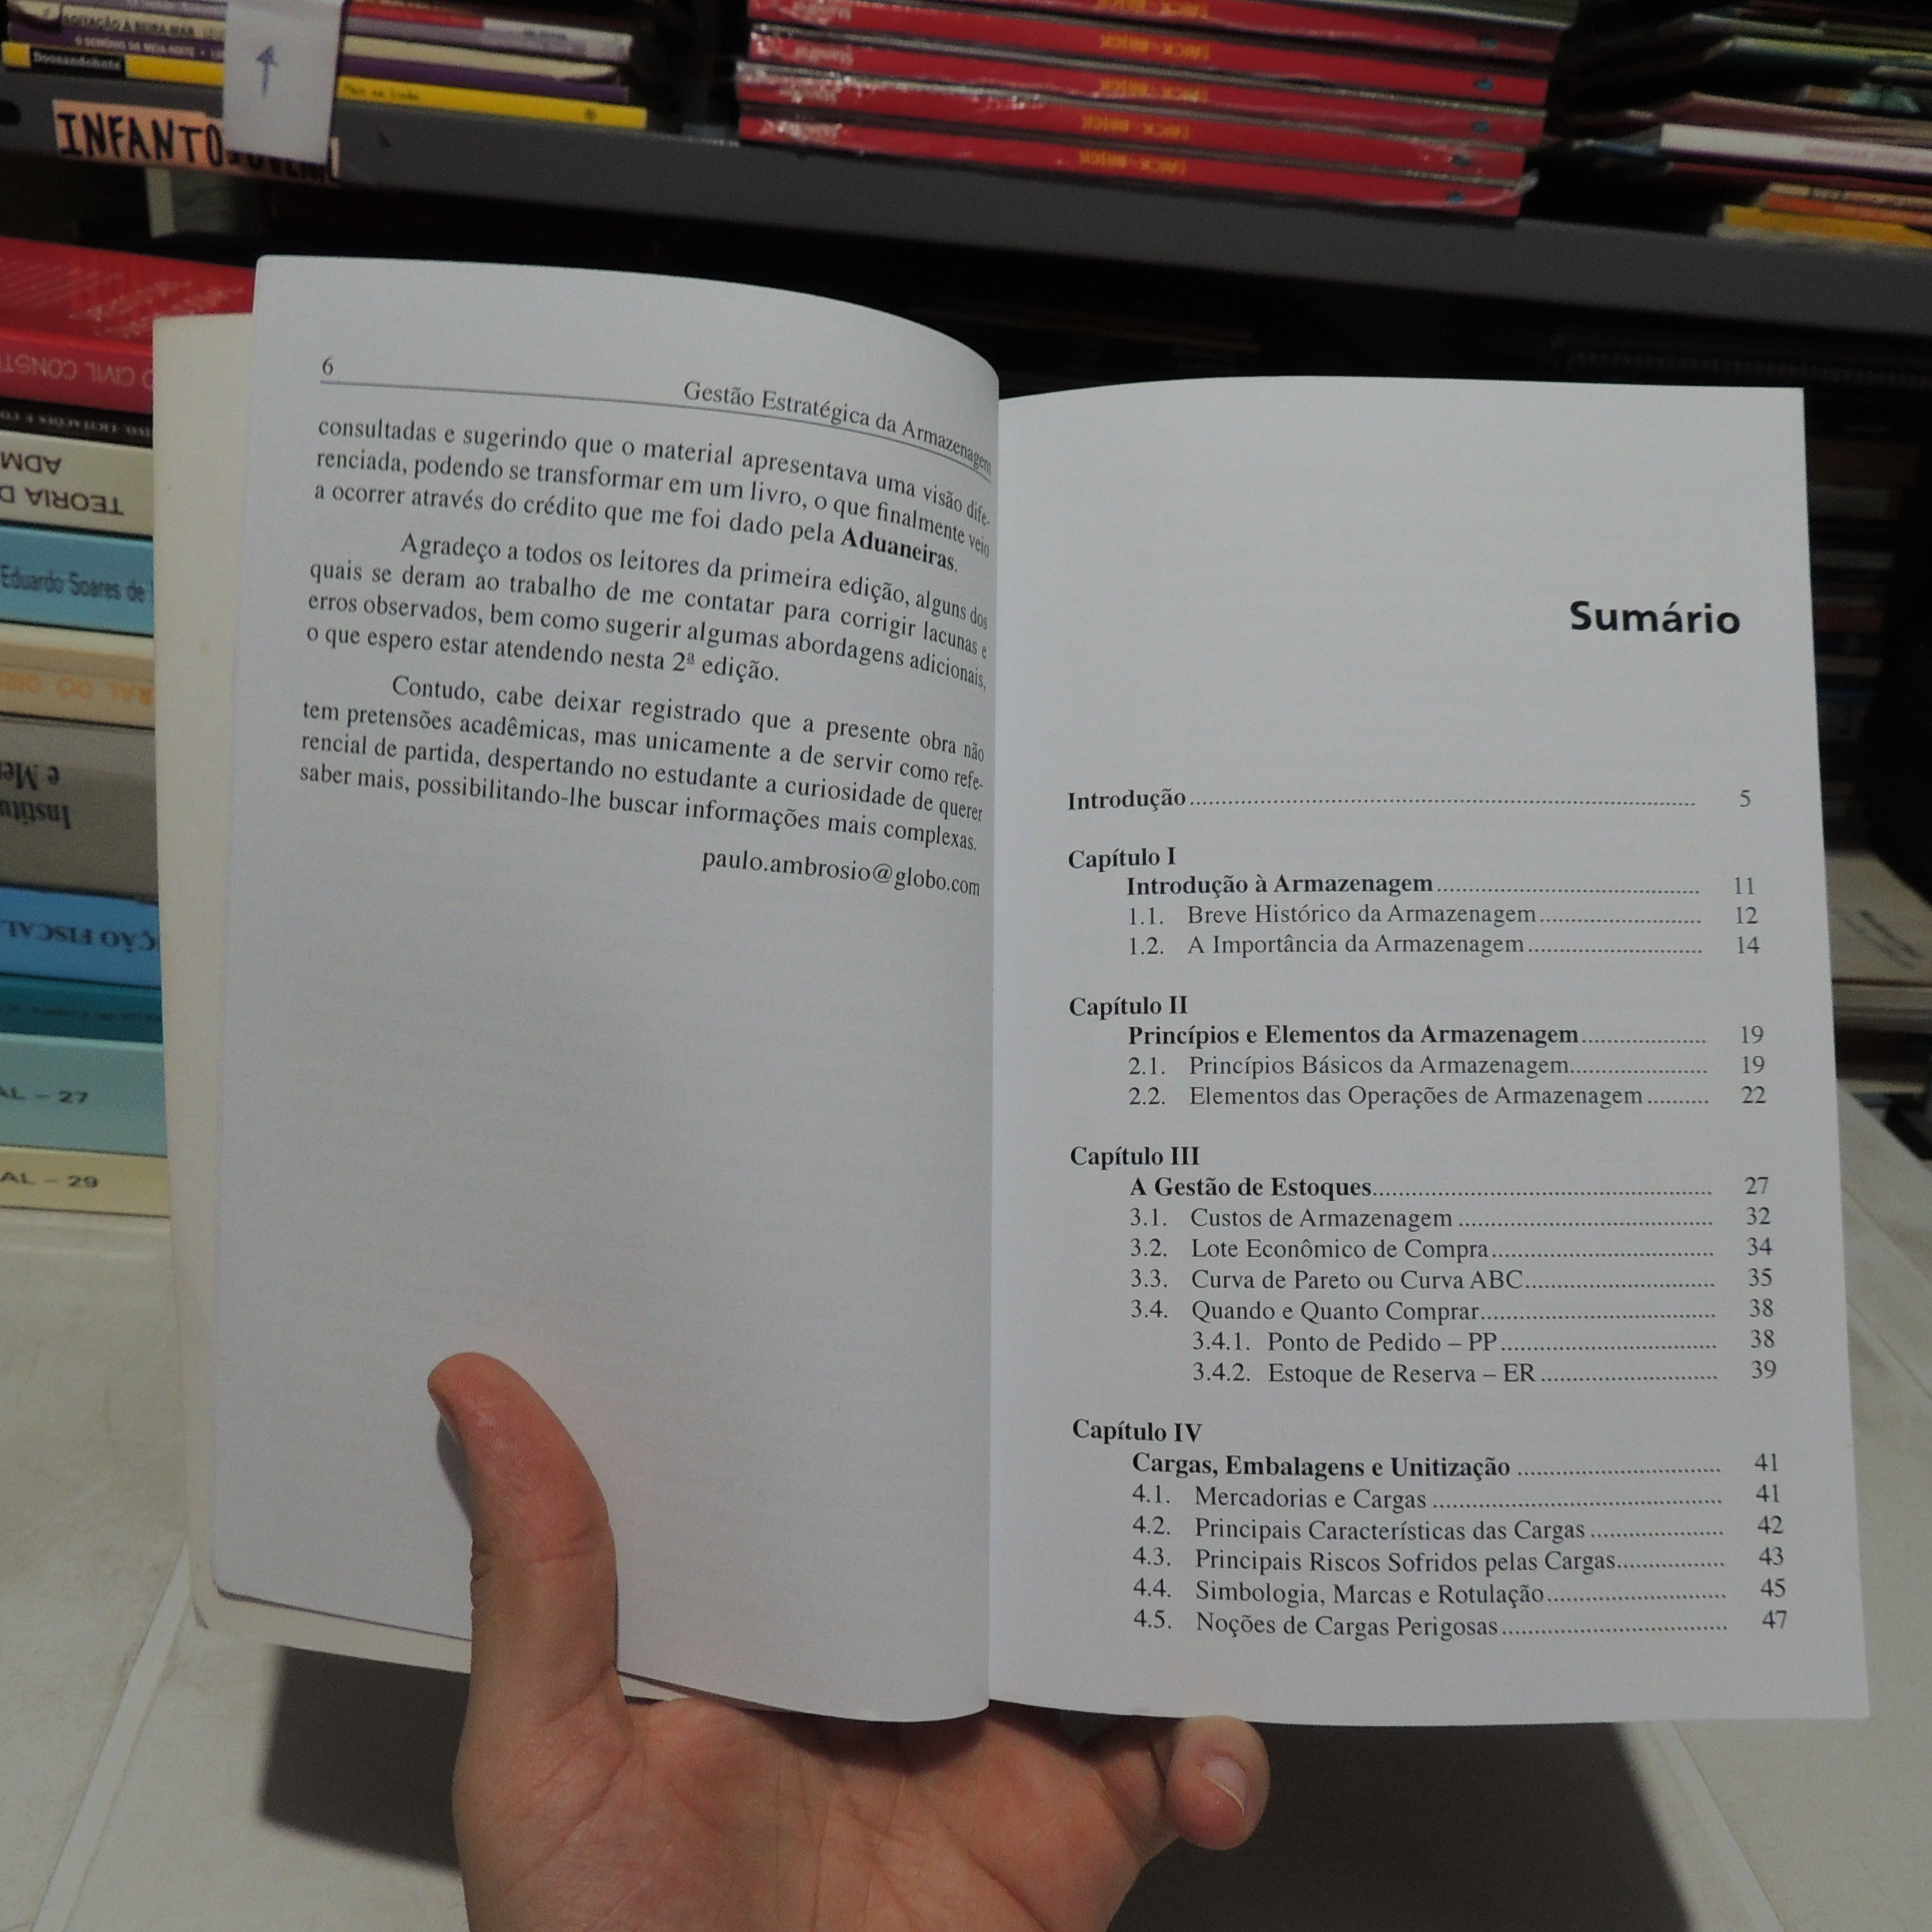 AGITAÇÃO À BEIRA-MAR
O DEMÔNIO DA MEIA-NOITE
INFANTO
TEORIA D
ADM
Eduardo Soares de
Institu
e Me
ÇÃO FISCAL
AL – 27
AL – 29
6
Gestão Estratégica da Armazenagem
consultadas e sugerindo que o material apresentava uma visão dife-
renciada, podendo se transformar em um livro, o que finalmente veio
a ocorrer através do crédito que me foi dado pela Aduaneiras.
Agradeço a todos os leitores da primeira edição, alguns dos
quais se deram ao trabalho de me contatar para corrigir lacunas e
erros observados, bem como sugerir algumas abordagens adicionais,
o que espero estar atendendo nesta 2ª edição.
Contudo, cabe deixar registrado que a presente obra não
tem pretensões acadêmicas, mas unicamente a de servir como refe-
rencial de partida, despertando no estudante a curiosidade de querer
saber mais, possibilitando-lhe buscar informações mais complexas.
paulo.ambrosio@globo.com
Sumário
Introdução 5
Capítulo I
Introdução à Armazenagem 11
1.1. Breve Histórico da Armazenagem 12
1.2. A Importância da Armazenagem 14
Capítulo II
Princípios e Elementos da Armazenagem 19
2.1. Princípios Básicos da Armazenagem 19
2.2. Elementos das Operações de Armazenagem 22
Capítulo III
A Gestão de Estoques 27
3.1. Custos de Armazenagem 32
3.2. Lote Econômico de Compra 34
3.3. Curva de Pareto ou Curva ABC 35
3.4. Quando e Quanto Comprar 38
3.4.1. Ponto de Pedido – PP 38
3.4.2. Estoque de Reserva – ER 39
Capítulo IV
Cargas, Embalagens e Unitização 41
4.1. Mercadorias e Cargas 41
4.2. Principais Características das Cargas 42
4.3. Principais Riscos Sofridos pelas Cargas 43
4.4. Simbologia, Marcas e Rotulação 45
4.5. Noções de Cargas Perigosas 47